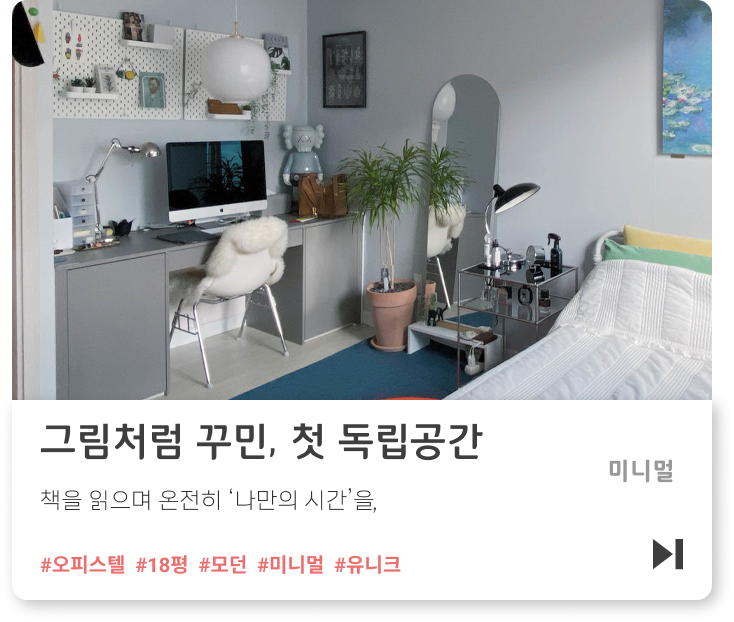 그림처럼 꾸민, 첫 독립공간
미니멀
책을 읽으며 온전히 ‘나만의 시간’을,
#오피스텔 #18평 #모던 #미니멀 #유니크